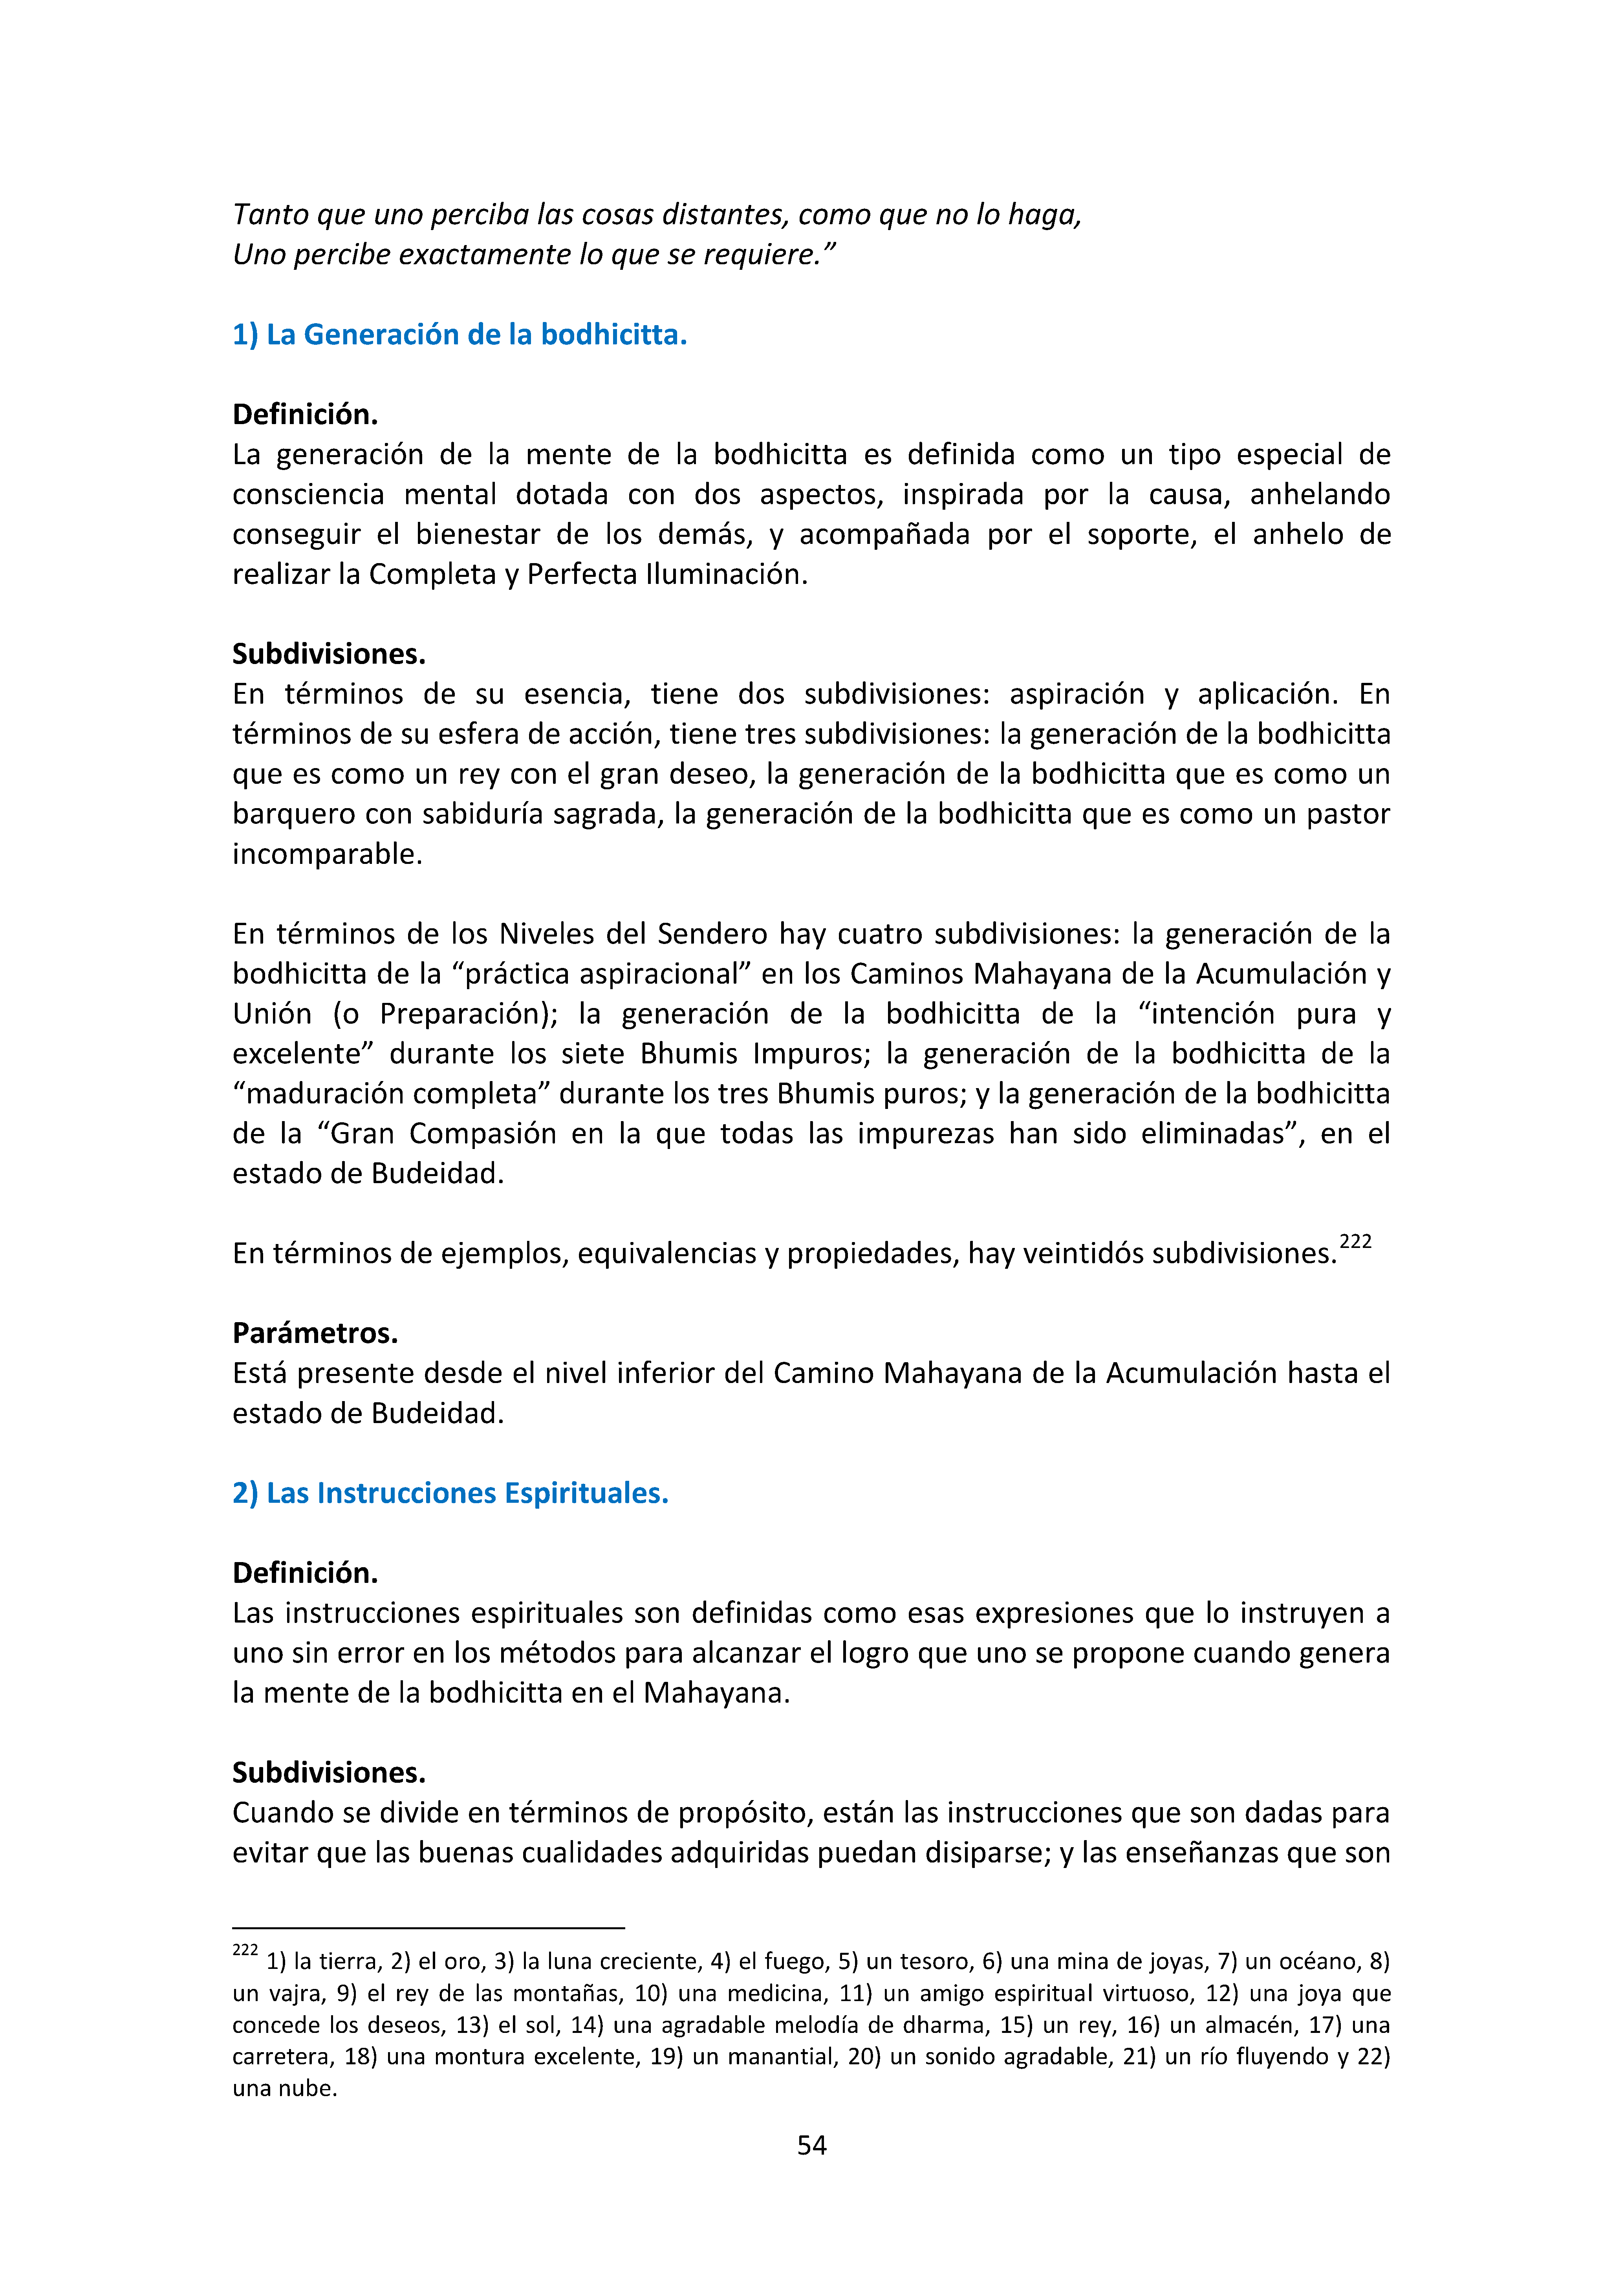 Tanto que uno perciba las cosas distantes, como que no lo haga,
Uno percibe exactamente lo que se requiere.”
1) La Generación de la bodhicitta.
Definición.
La generación de la mente de la bodhicitta es definida como un tipo especial de
consciencia mental dotada con dos aspectos, inspirada por la causa, anhelando
conseguir el bienestar de los demás, y acompañada por el soporte, el anhelo de
realizar la Completa y Perfecta Iluminación.
Subdivisiones.
En términos de su esencia, tiene dos subdivisiones: aspiración y aplicación. En
términos de su esfera de acción, tiene tres subdivisiones: la generación de la bodhicitta
que es como un rey con el gran deseo, la generación de la bodhicitta que es como un
barquero con sabiduría sagrada, la generación de la bodhicitta que es como un pastor
incomparable.
En términos de los Niveles del Sendero hay cuatro subdivisiones: la generación de la
bodhicitta de la “práctica aspiracional” en los Caminos Mahayana de la Acumulación y
Unión (o Preparación); la generación de la bodhicitta de la “intención pura y
excelente” durante los siete Bhumis Impuros; la generación de la bodhicitta de la
“maduración completa” durante los tres Bhumis puros; y la generación de la bodhicitta
de la “Gran Compasión en la que todas las impurezas han sido eliminadas”, en el
estado de Budeidad.
En términos de ejemplos, equivalencias y propiedades, hay veintidós subdivisiones.222
Parámetros.
Está presente desde el nivel inferior del Camino Mahayana de la Acumulación hasta el
estado de Budeidad.
2) Las Instrucciones Espirituales.
Definición.
Las instrucciones espirituales son definidas como esas expresiones que lo instruyen a
uno sin error en los métodos para alcanzar el logro que uno se propone cuando genera
la mente de la bodhicitta en el Mahayana.
Subdivisiones.
Cuando se divide en términos de propósito, están las instrucciones que son dadas para
evitar que las buenas cualidades adquiridas puedan disiparse; y las enseñanzas que son
222 1) la tierra, 2) el oro, 3) la luna creciente, 4) el fuego, 5) un tesoro, 6) una mina de joyas, 7) un océano, 8)
un vajra, 9) el rey de las montañas, 10) una medicina, 11) un amigo espiritual virtuoso, 12) una joya que
concede los deseos, 13) el sol, 14) una agradable melodía de dharma, 15) un rey, 16) un almacén, 17) una
carretera, 18) una montura excelente, 19) un manantial, 20) un sonido agradable, 21) un río fluyendo y 22)
una nube.
54